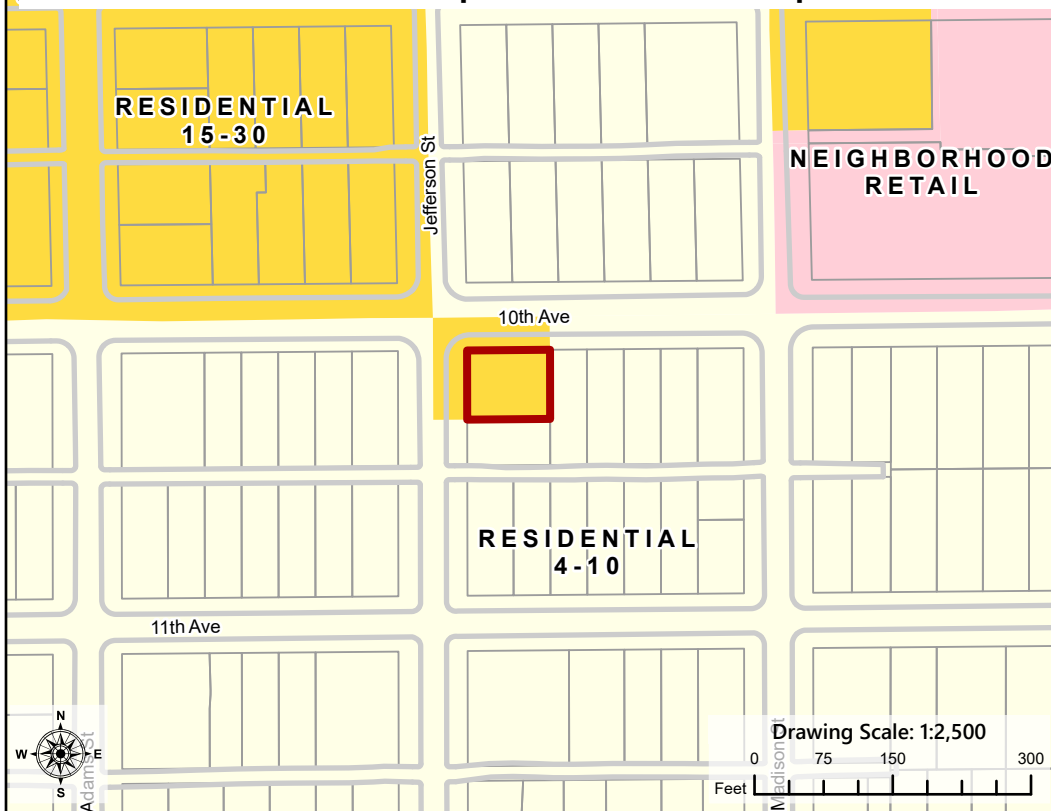 RESIDENTIAL
15-30
Jefferson St
NEIGHBORHOOD
RETAIL
10th Ave
RESIDENTIAL
4-10
11th Ave
N
W
E
S
Adams St
Madison St
Drawing Scale: 1:2,500
0 75 150 300
Feet